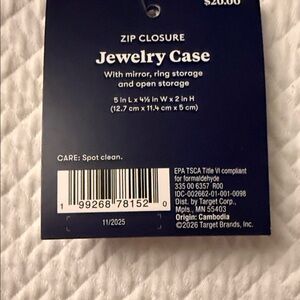 $20.00
ZIP CLOSURE
Jewelry Case
With mirror, ring storage
and open storage
5 in L x 4½ in W x 2 in H
(12.7 cm x 11.4 cm x 5 cm)
CARE: Spot clean.
EPA TSCA Title VI compliant
for formaldehyde
335 00 6357 R00
IDC-002662-01-001-0098
Dist. by Target Corp.,
Mpls., MN 55403
Origin: Cambodia
©2026 Target Brands, Inc.
1 99268 78152 0
11/2025